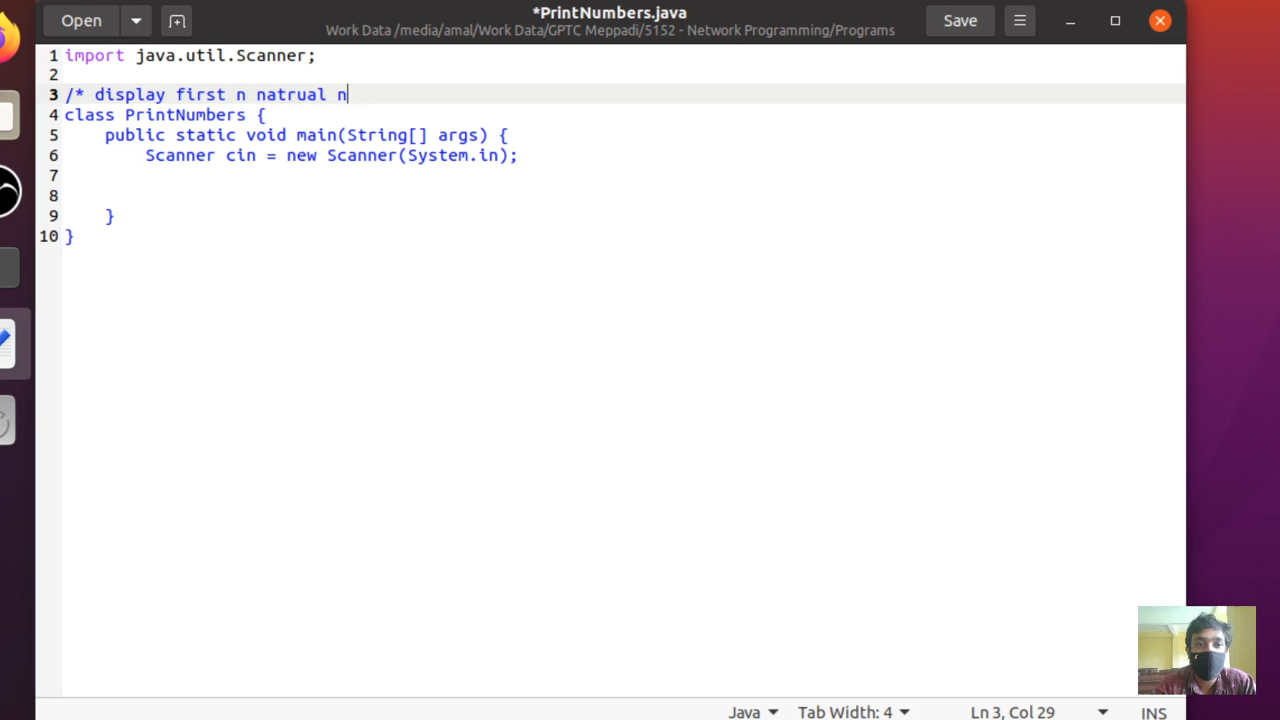 Open
*PrintNumbers.java
Work Data /media/amal/Work Data/GPTC Meppadi/5152 - Network Programming/Programs
Save
1 import java.util.Scanner;
2
3 /* display first n natrual n
4 class PrintNumbers {
5 public static void main(String[] args) {
6 Scanner cin = new Scanner(System.in);
7
8
9 }
10 }
Java
Tab Width: 4
Ln 3, Col 29
INS